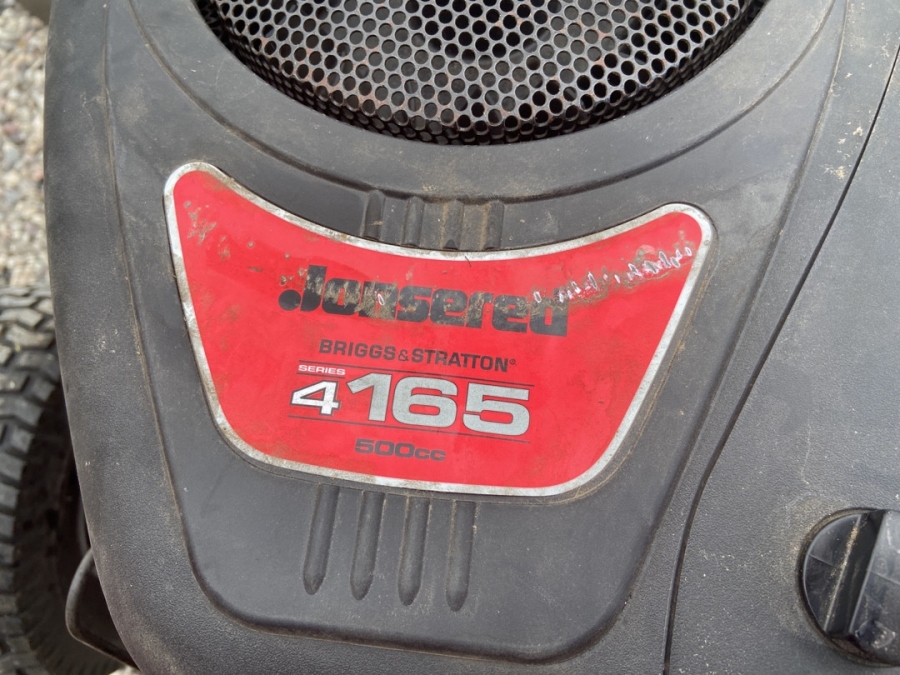 Jonsered
BRIGGS & STRATTON®
SERIES
4165
500cc